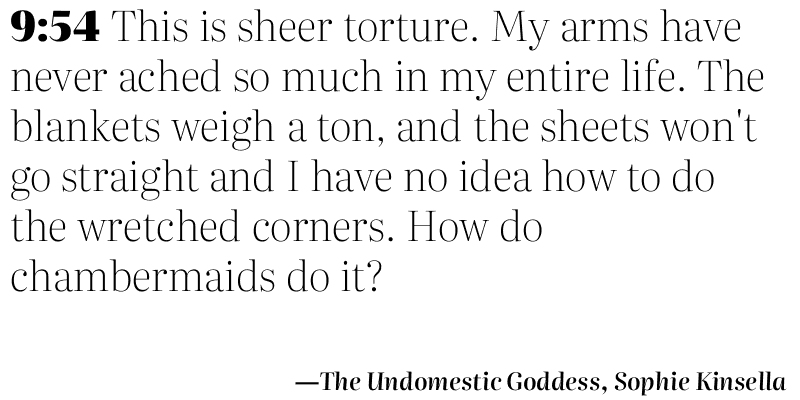 9:54 This is sheer torture. My arms have
never ached so much in my entire life. The
blankets weigh a ton, and the sheets won't
go straight and I have no idea how to do
the wretched corners. How do
chambermaids do it?
—The Undomestic Goddess, Sophie Kinsella